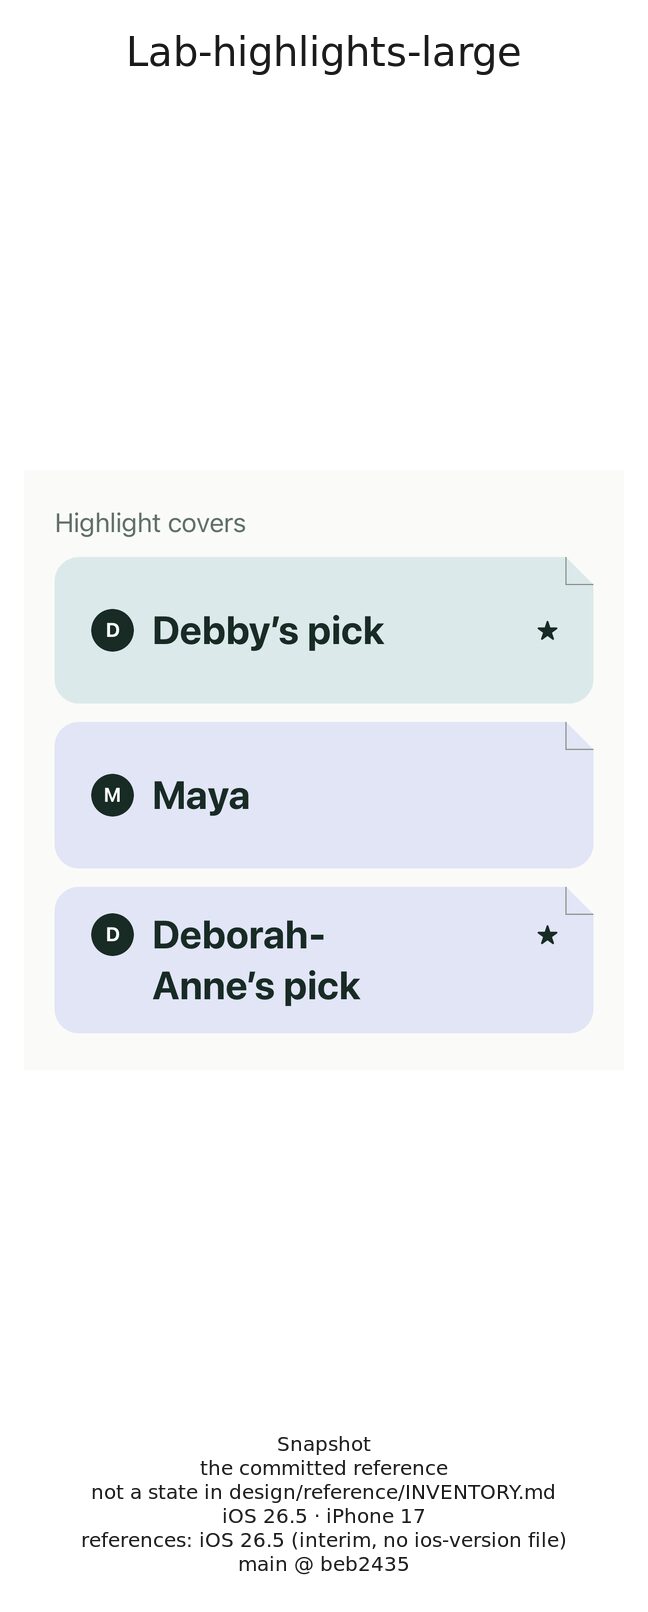 Lab-highlights-large
Highlight covers
D Debby’s pick ★
M Maya
D Deborah-
Anne’s pick ★
Snapshot
the committed reference
not a state in design/reference/INVENTORY.md
iOS 26.5 · iPhone 17
references: iOS 26.5 (interim, no ios-version file)
main @ beb2435